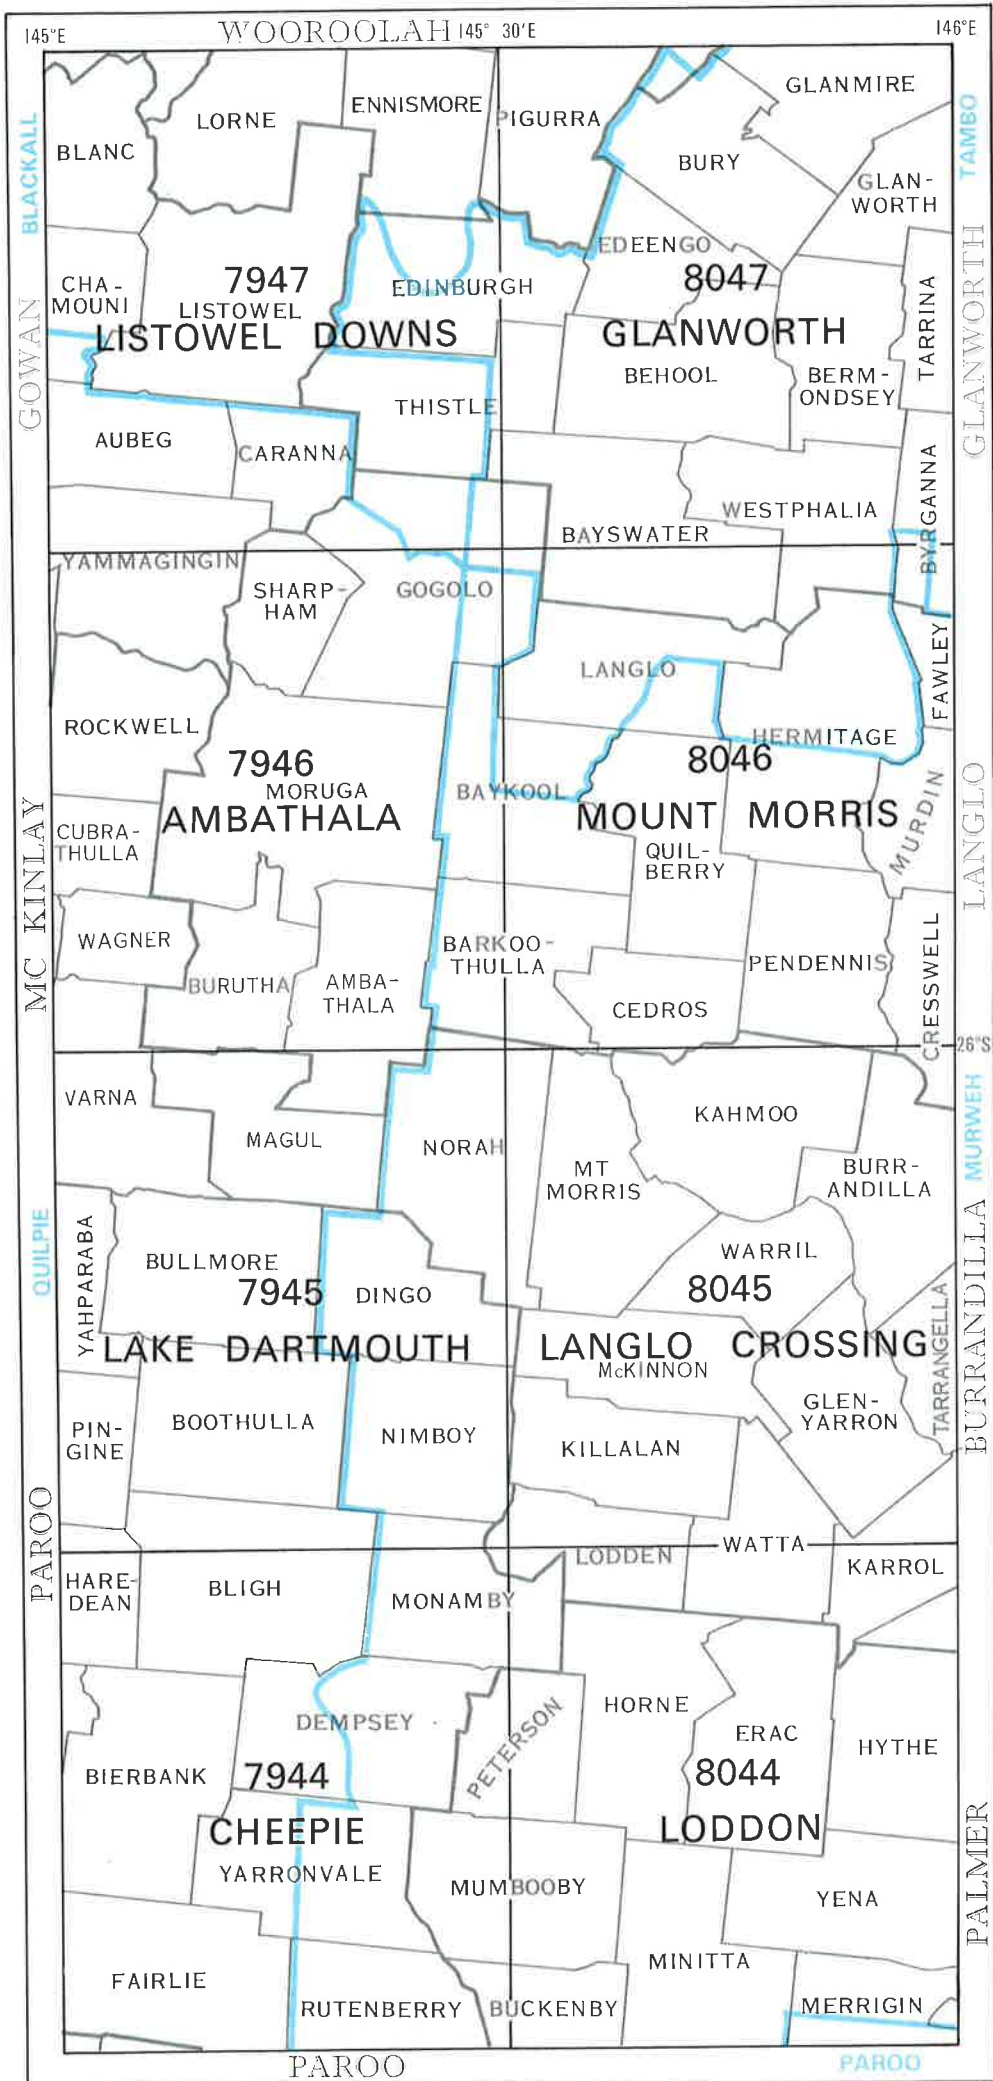 WOOROOLAH
145°E
145° 30'E
146°E
BLACKALL
TAMBO
GLANMIRE
ENNISMORE
LORNE
PIGURRA
BLANC
BURY
GLAN-
WORTH
EDEENGO
7947
8047
CHA-
MOUNI
LISTOWEL
EDINBURGH
TARRINA
GOWAN
GLANWORTH
LISTOWEL DOWNS
GLANWORTH
BEHOOL
BERM-
ONDSEY
THISTLE
AUBEG
CARANNA
WESTPHALIA
BYRGANNA
BAYSWATER
YAMMAGINGIN
SHARP-
HAM
GOGOLO
LANGLO
FAWLEY
ROCKWELL
HERMITAGE
7946
8046
MORUGA
BAYKOOL
AMBATHALA
MOUNT MORRIS
MURDIN
LANGLO
MC KINLAY
CUBRA-
THULLA
QUIL-
BERRY
WAGNER
BARKOO-
THULLA
PENDENNIS
CRESSWELL
BURUTHA
AMBA-
THALA
CEDROS
26°S
VARNA
KAHMOO
MURWEH
MAGUL
NORAH
MT
MORRIS
BURR-
ANDILLA
QUILPIE
YAHPARABA
BULLMORE
WARRIL
7945
DINGO
8045
BURRANDILLA
TARRANGELLA
LAKE DARTMOUTH
LANGLO CROSSING
McKINNON
PIN-
GINE
BOOTHULLA
NIMBOY
GLEN-
YARRON
KILLALAN
PAROO
LODDEN
WATTA
KARROL
HARE-
DEAN
BLIGH
MONAMBY
HORNE
DEMPSEY
PETERSON
ERAC
HYTHE
BIERBANK
7944
8044
CHEEPIE
LODDON
PALMER
YARRONVALE
MUMBOOBY
YENA
MINITTA
FAIRLIE
RUTENBERRY
BUCKENBY
MERRIGIN
PAROO
PAROO